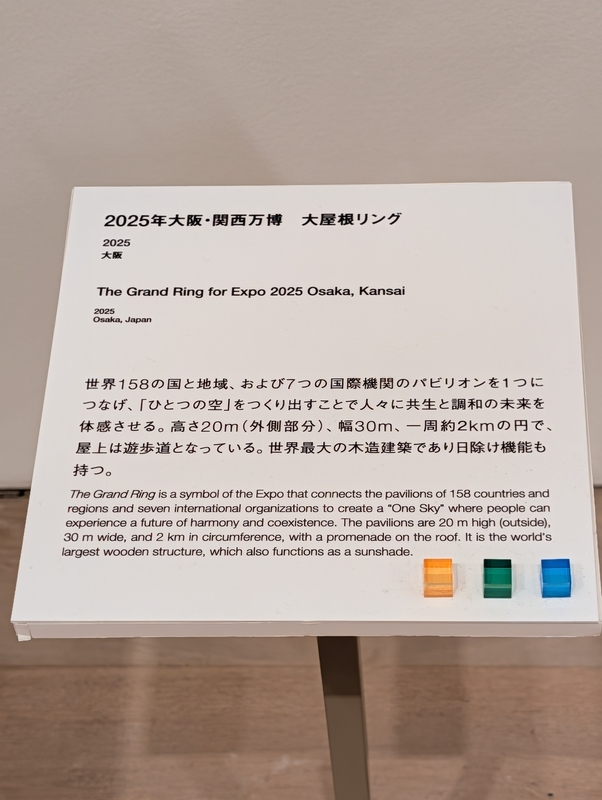 2025年大阪・関西万博　大屋根リング
2025
大阪
The Grand Ring for Expo 2025 Osaka, Kansai
2025
Osaka, Japan
世界158の国と地域、および7つの国際機関のパビリオンを1つに
つなげ、「ひとつの空」をつくり出すことで人々に共生と調和の未来を
体感させる。高さ20m（外側部分）、幅30m、一周約2kmの円で、
屋上は遊歩道となっている。世界最大の木造建築であり日除け機能も
持つ。
The Grand Ring is a symbol of the Expo that connects the pavilions of 158 countries and
regions and seven international organizations to create a "One Sky" where people can
experience a future of harmony and coexistence. The pavilions are 20 m high (outside),
30 m wide, and 2 km in circumference, with a promenade on the roof. It is the world's
largest wooden structure, which also functions as a sunshade.